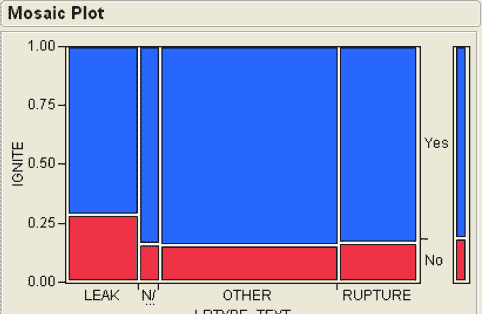 Mosaic Plot
1.00
0.75
0.50
0.25
0.00
IGNITE
Yes
No
LEAK N/ ... OTHER RUPTURE